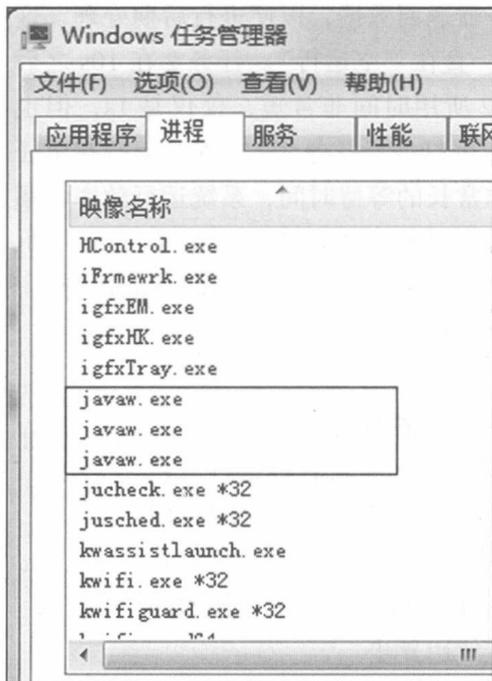 Windows 任务管理器
文件(F) 选项(O) 查看(V) 帮助(H)
应用程序 进程 服务 性能 联
映像名称
HControl.exe
iFrmewrk.exe
igfxEM.exe
igfxHK.exe
igfxTray.exe
javaw.exe
javaw.exe
javaw.exe
jucheck.exe *32
jusched.exe *32
kwassistlaunch.exe
kwifi.exe *32
kwifiguard.exe *32